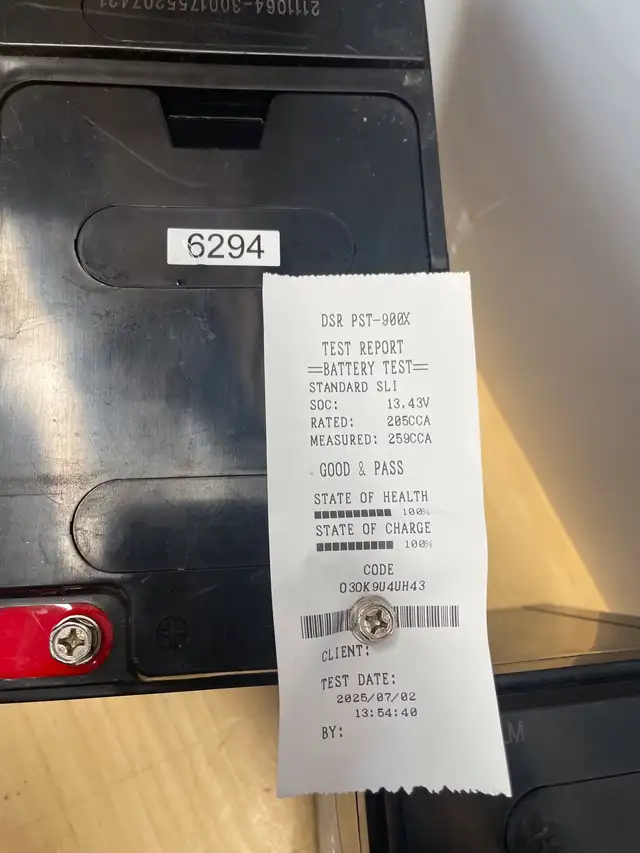 2111064-3001755207421
6294
DSR PST-900X
TEST REPORT
=BATTERY TEST=
STANDARD SLI
SOC: 13.43V
RATED: 205CCA
MEASURED: 259CCA
GOOD & PASS
STATE OF HEALTH
100%
STATE OF CHARGE
100%
CODE
030K9U4UH43
CLIENT:
TEST DATE:
2025/07/02
13:54:40
BY: